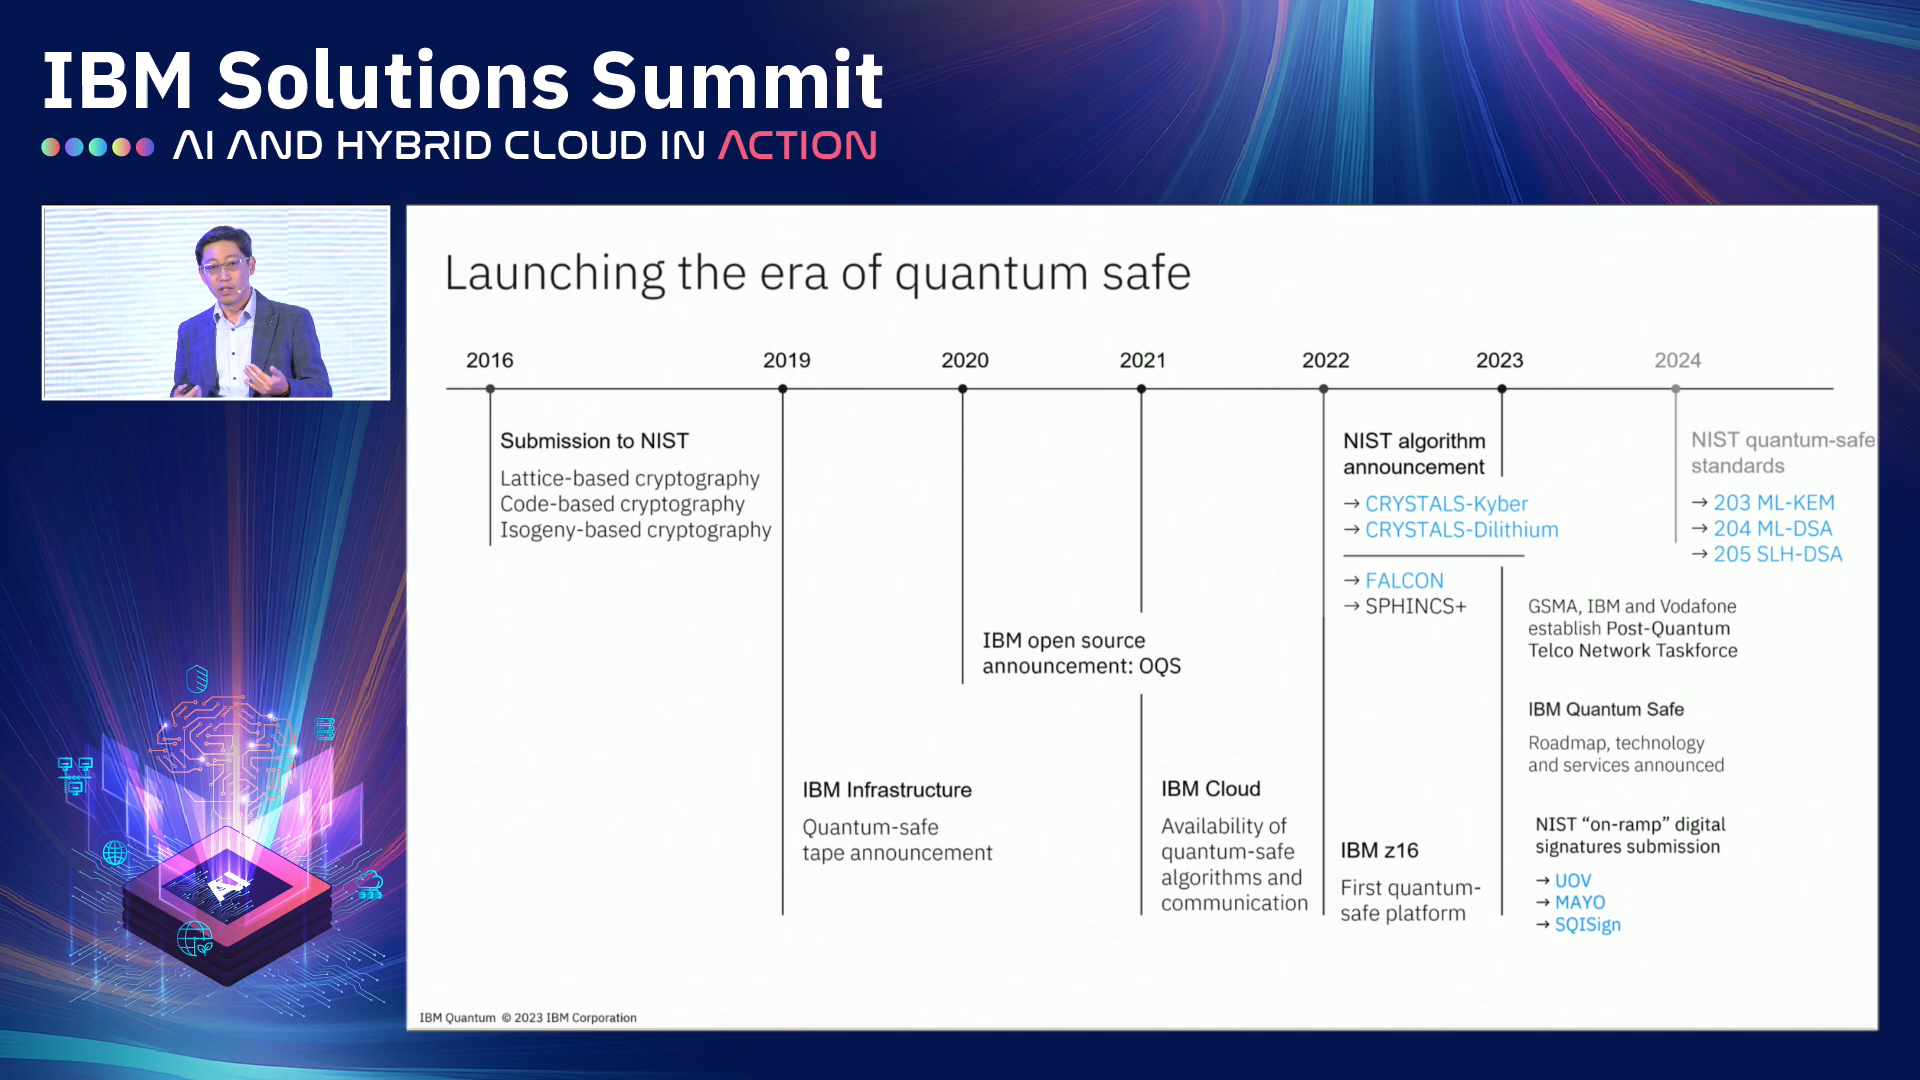 IBM Solutions Summit
AI AND HYBRID CLOUD IN ACTION
Launching the era of quantum safe
2016
2019
2020
2021
2022
2023
2024
Submission to NIST
Lattice-based cryptography
Code-based cryptography
Isogeny-based cryptography
IBM Infrastructure
Quantum-safe
tape announcement
IBM open source
announcement: OQS
IBM Cloud
Availability of
quantum-safe
algorithms and
communication
NIST algorithm
announcement
→ CRYSTALS-Kyber
→ CRYSTALS-Dilithium
→ FALCON
→ SPHINCS+
IBM z16
First quantum-
safe platform
GSMA, IBM and Vodafone
establish Post-Quantum
Telco Network Taskforce
IBM Quantum Safe
Roadmap, technology
and services announced
NIST “on-ramp” digital
signatures submission
→ UOV
→ MAYO
→ SQISign
NIST quantum-safe
standards
→ 203 ML-KEM
→ 204 ML-DSA
→ 205 SLH-DSA
AI
IBM Quantum © 2023 IBM Corporation